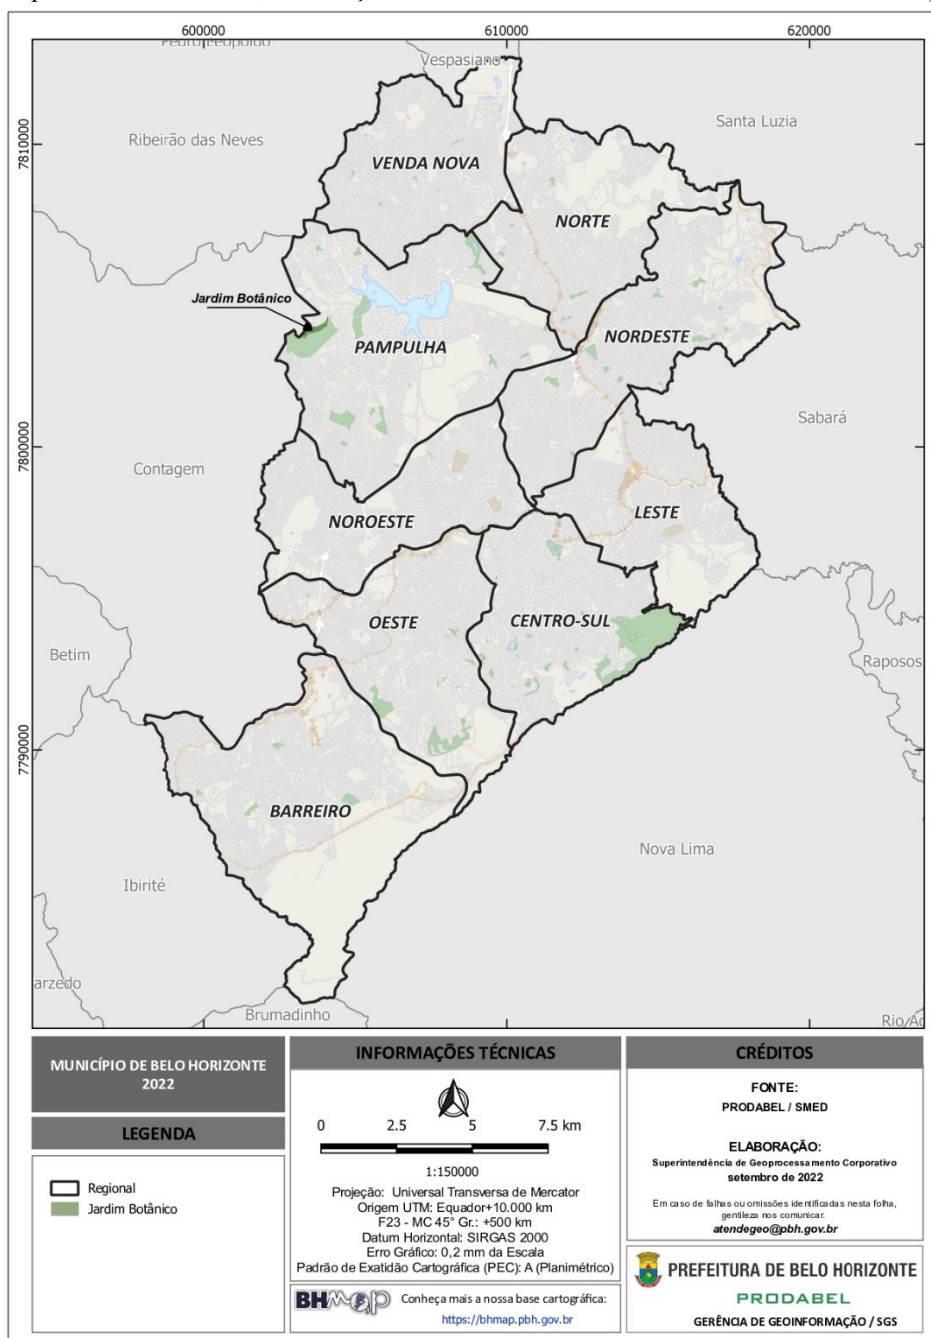 600000 610000 620000
Pedro Leopoldo
Vespasiano
7810000
Ribeirão das Neves
Santa Luzia
VENDA NOVA
NORTE
Jardim Botânico
PAMPULHA
NORDESTE
Sabará
7800000
Contagem
NOROESTE
LESTE
OESTE
CENTRO-SUL
Betim
Raposos
7790000
BARREIRO
Nova Lima
Ibirité
arzedo
Brumadinho
Rio Ac
MUNICÍPIO DE BELO HORIZONTE
2022
LEGENDA
Regional
Jardim Botânico
INFORMAÇÕES TÉCNICAS
0 2.5 5 7.5 km
1:150000
Projeção: Universal Transversa de Mercator
Origem UTM: Equador+10.000 km
F23 - MC 45° Gr.: +500 km
Datum Horizontal: SIRGAS 2000
Erro Gráfico: 0,2 mm da Escala
Padrão de Exatidão Cartográfica (PEC): A (Planimétrico)
BHmap
Conheça mais a nossa base cartográfica:
https://bhmap.pbh.gov.br
CRÉDITOS
FONTE:
PRODABEL / SMED
ELABORAÇÃO:
Superintendência de Geoprocessamento Corporativo
setembro de 2022
Em caso de falhas ou omissões identificadas nesta folha,
gentileza nos comunicar.
atendegeo@pbh.gov.br
PREFEITURA DE BELO HORIZONTE
PRODABEL
GERÊNCIA DE GEOINFORMAÇÃO / SGS